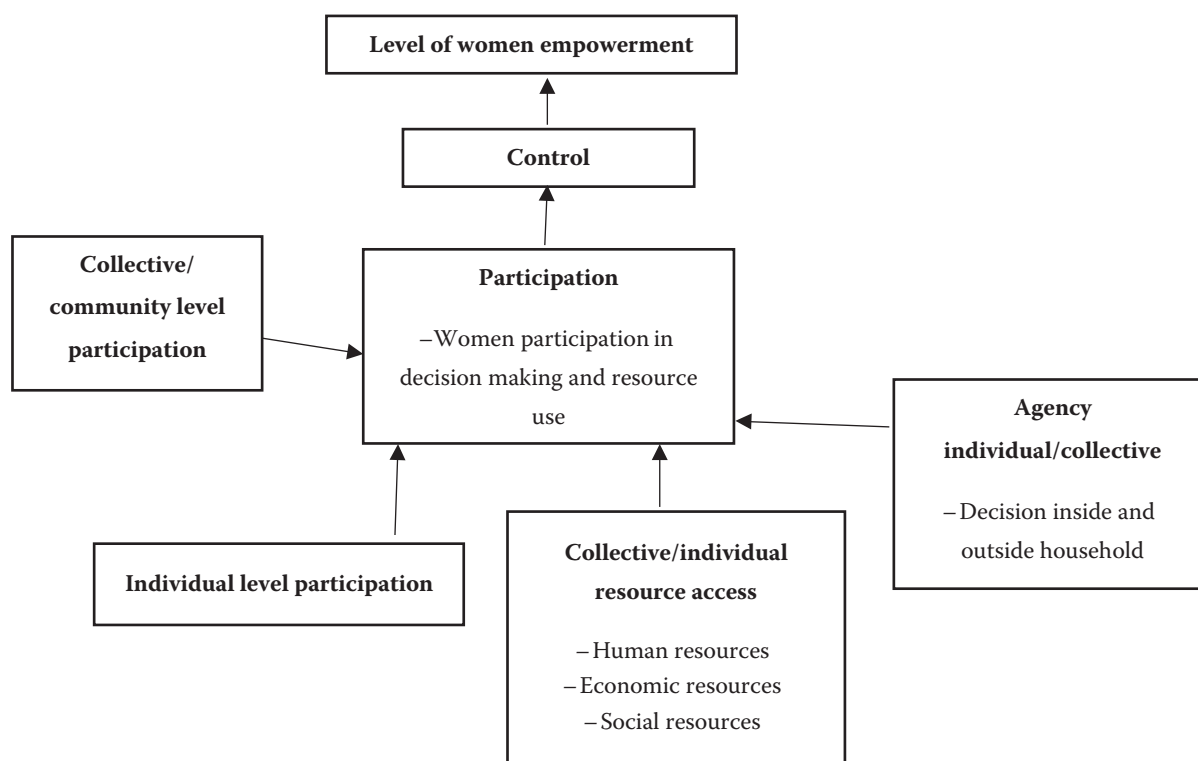 Level of women empowerment
Control
Collective/
community level
participation
Participation
–Women participation in
decision making and resource
use
Agency
individual/collective
–Decision inside and
outside household
Individual level participation
Collective/individual
resource access
–Human resources
–Economic resources
–Social resources